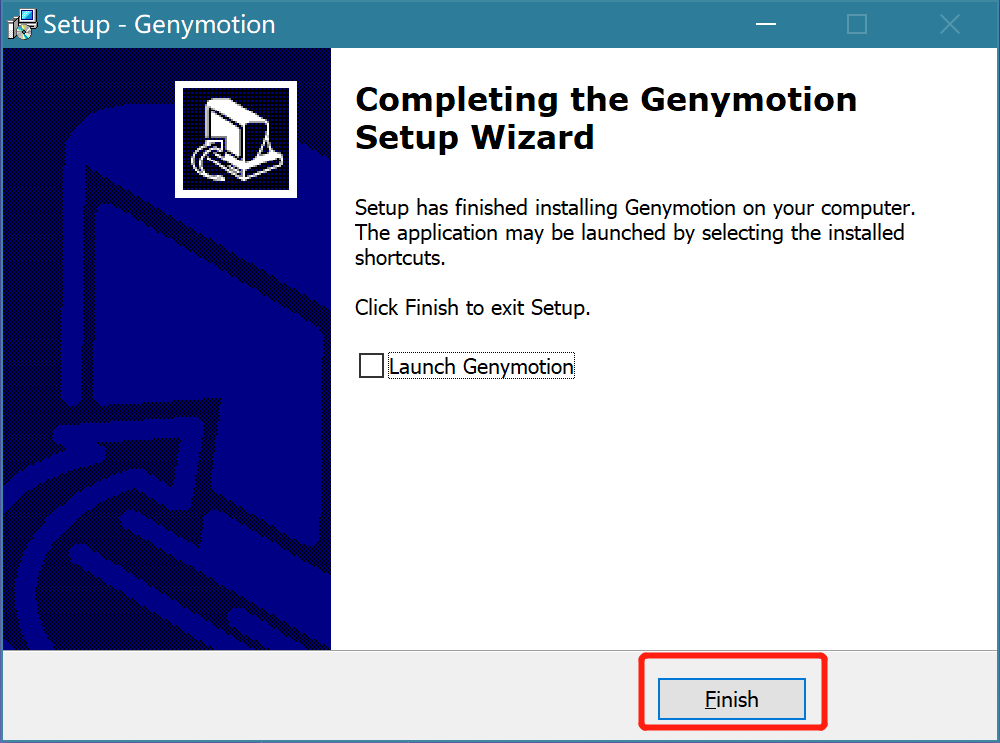 Setup - Genymotion
Completing the Genymotion
Setup Wizard
Setup has finished installing Genymotion on your computer.
The application may be launched by selecting the installed
shortcuts.
Click Finish to exit Setup.
Launch Genymotion
Finish